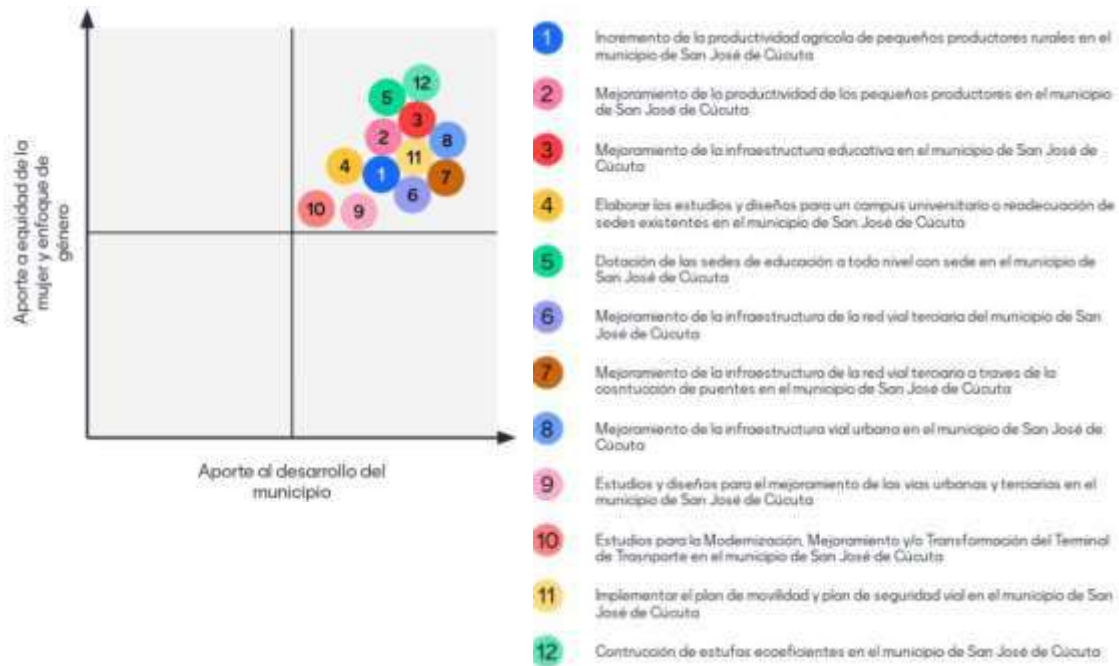 Aporte a equidad de la
mujer y enfoque de
género
12
5
3
2
8
11
4
1
7
6
10
9
Aporte al desarrollo del
municipio
1
Incremento de la productividad agrícola de pequeños productores rurales en el
municipio de San José de Cúcuta
2
Mejoramiento de la productividad de los pequeños productores en el municipio
de San José de Cúcuta
3
Mejoramiento de la infraestructura educativa en el municipio de San José de
Cúcuta
4
Elaborar los estudios y diseños para un campus universitario o readecuación de
sedes existentes en el municipio de San José de Cúcuta
5
Dotación de las sedes de educación a todo nivel con sede en el municipio de
San José de Cúcuta
6
Mejoramiento de la infraestructura de la red vial terciaria del municipio de San
José de Cúcuta
7
Mejoramiento de la infraestructura de la red vial terciaria a traves de la
cosntucción de puentes en el municipio de San José de Cúcuta
8
Mejoramiento de la infraestructura vial urbana en el municipio de San José de
Cúcuta
9
Estudios y diseños para el mejoramiento de las vias urbanas y terciarias en el
municipio de San José de Cúcuta
10
Estudios para la Modernización, Mejoramiento y/o Transformación del Terminal
de Trasnporte en el municipio de San José de Cúcuta
11
Implementar el plan de movilidad y plan de seguridad vial en el municipio de San
José de Cúcuta
12
Contrucción de estufas ecoeficientes en el municipio de San José de Cúcuta